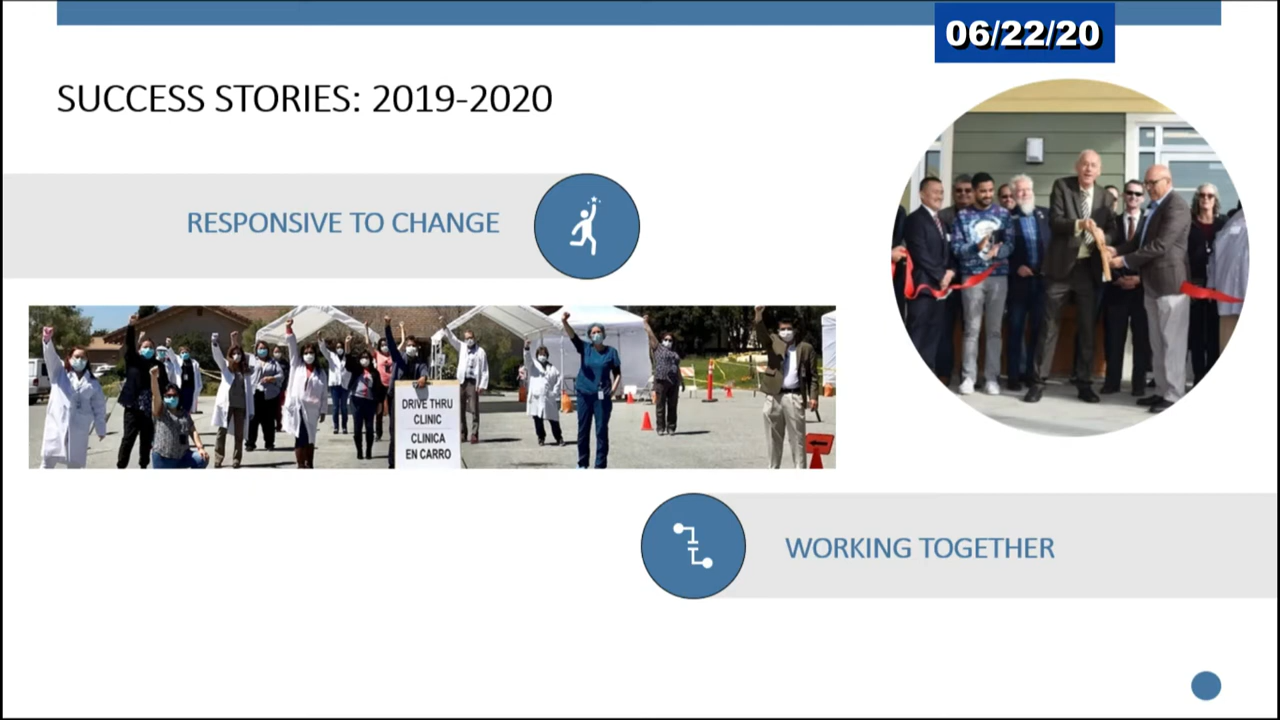 06/22/20
SUCCESS STORIES: 2019-2020
RESPONSIVE TO CHANGE
DRIVE THRU
CLINIC
CLINICA
EN CARRO
WORKING TOGETHER